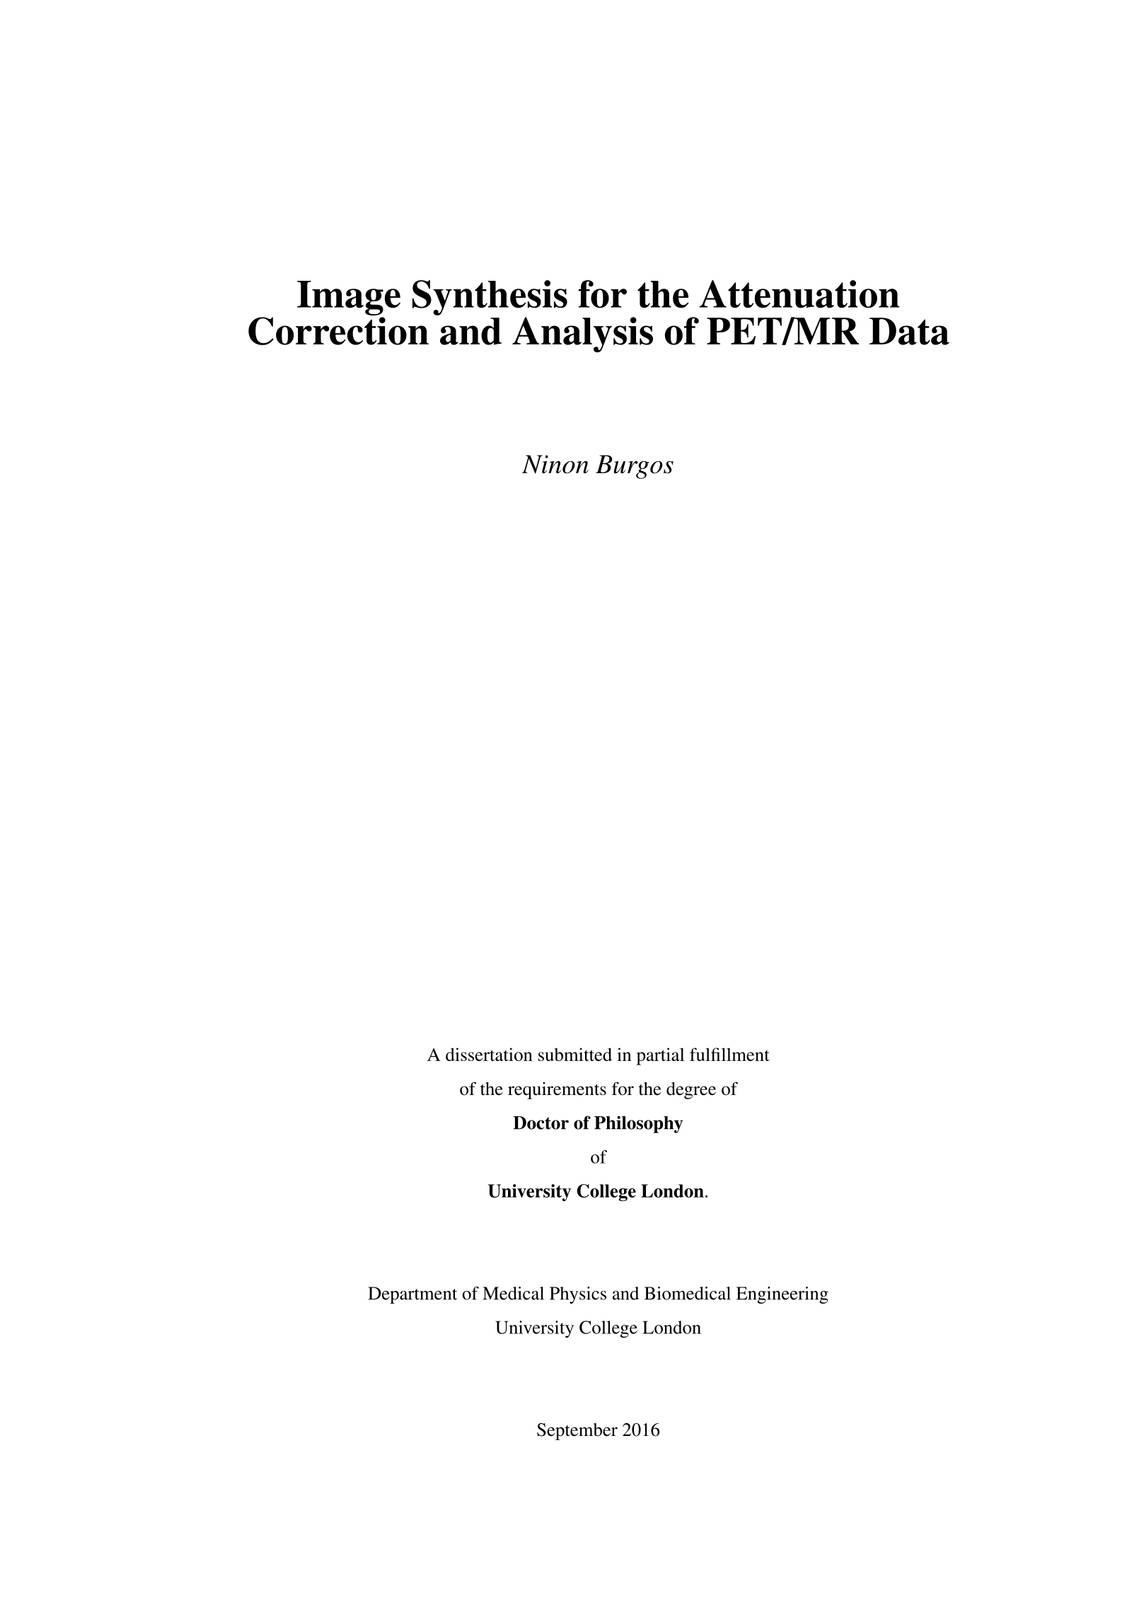 Image Synthesis for the Attenuation
Correction and Analysis of PET/MR Data
Ninon Burgos
A dissertation submitted in partial fulfillment
of the requirements for the degree of
Doctor of Philosophy
of
University College London.
Department of Medical Physics and Biomedical Engineering
University College London
September 2016